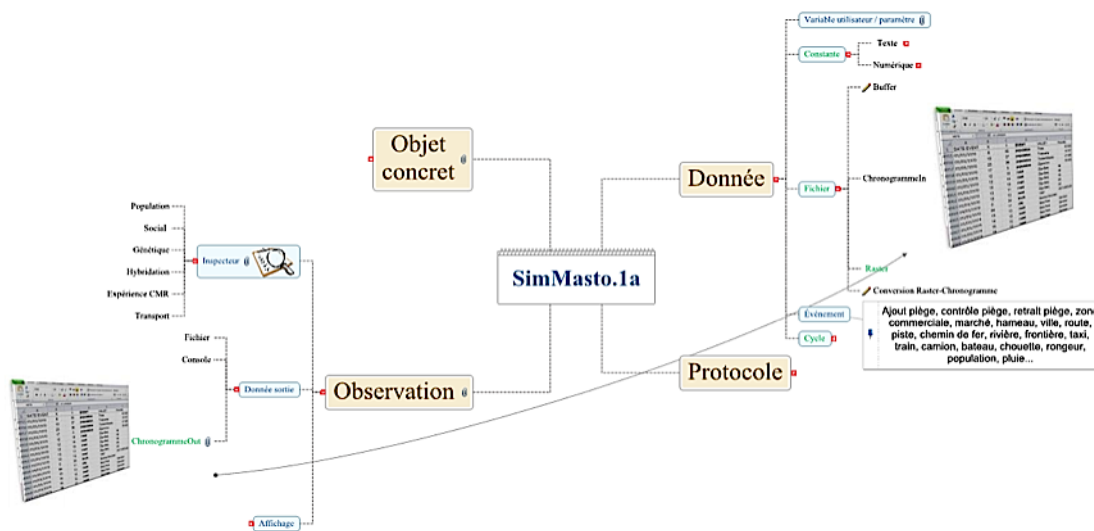 Variable utilisateur / paramètre
Constante
Texte
Numérique
Buffer
Objet
concret
Donnée
ChronogrammeIn
Fichier
Population
Social
Génétique
Inspecteur
Hybridation
Expérience CMR
Transport
SimMasto.1a
Raster
Conversion Raster-Chronogramme
Événement
Ajout piège, contrôle piège, retrait piège, zone
commerciale, marché, hameau, ville, route,
piste, chemin de fer, rivière, frontière, taxi,
train, camion, bateau, chouette, rongeur,
population, pluie...
Cycle
Fichier
Console
Protocole
Donnée sortie
Observation
ChronogrammeOut
Affichage